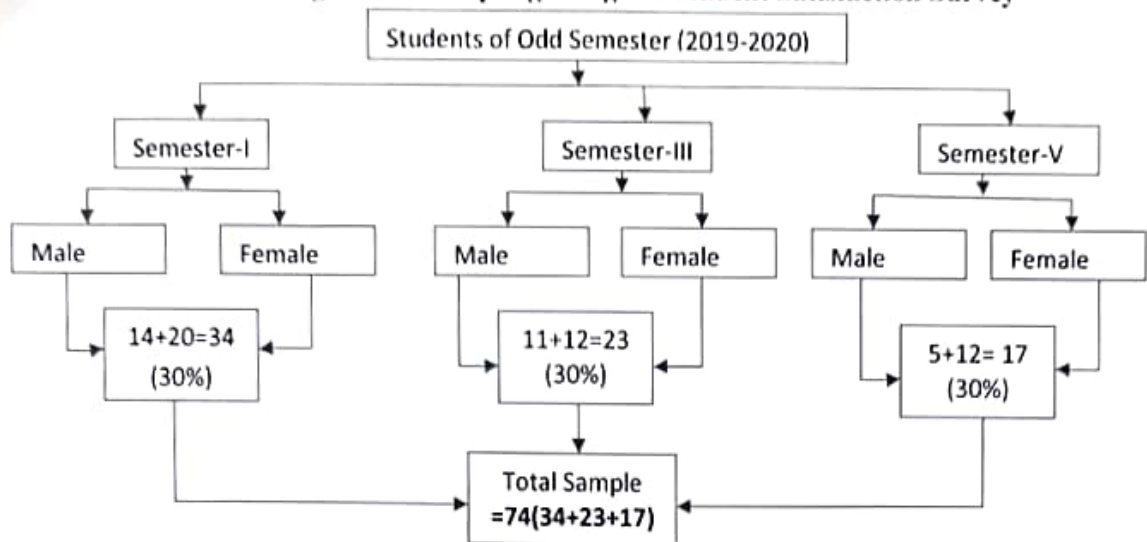 Students of Odd Semester (2019-2020)
Semester-I
Semester-III
Semester-V
Male
Female
Male
Female
Male
Female
14+20=34
(30%)
11+12=23
(30%)
5+12= 17
(30%)
Total Sample
=74(34+23+17)